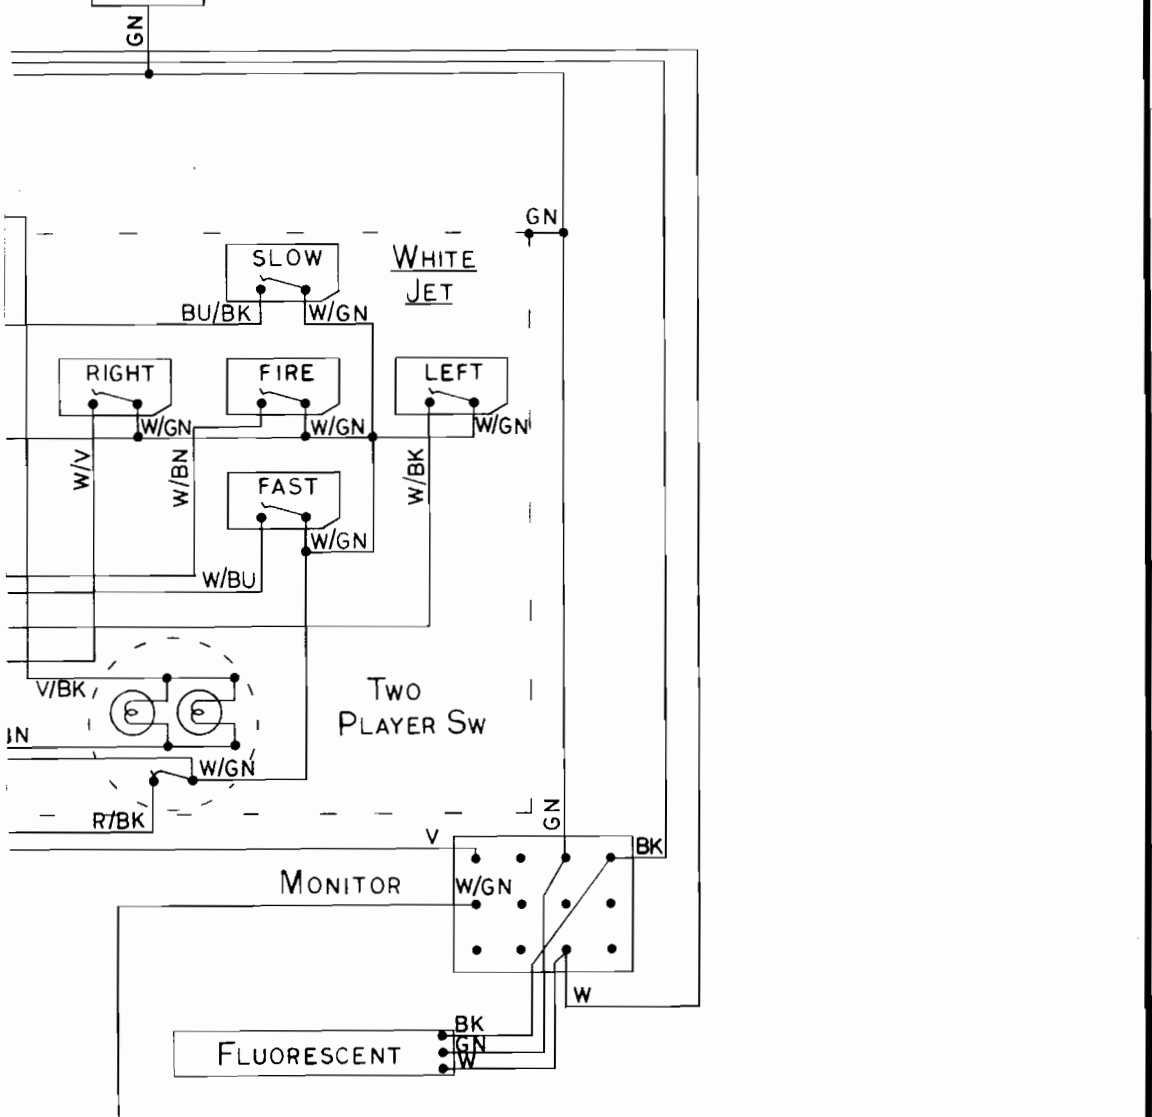 GN
GN
SLOW
WHITE
JET
BU/BK
W/GN
RIGHT
FIRE
LEFT
W/GN
W/GN
W/GN
W/V
W/BN
W/BK
FAST
W/GN
W/BU
V/BK
TWO
PLAYER SW
W/GN
R/BK
GN
V
BK
MONITOR
W/GN
W
BK
GN
W
FLUORESCENT